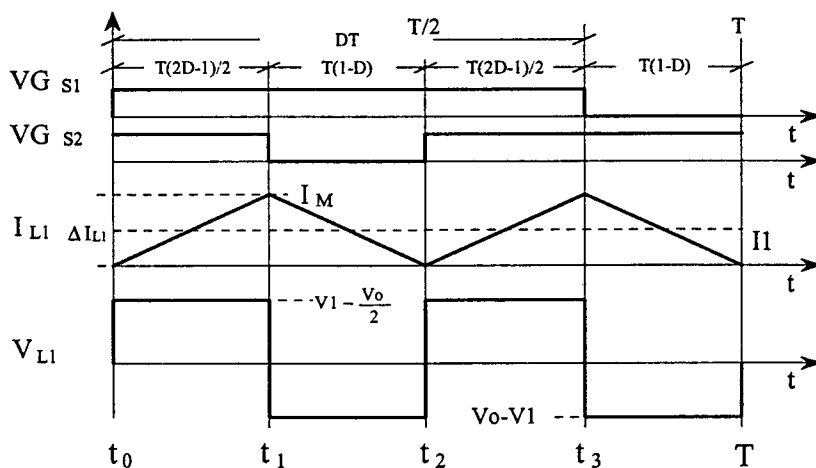 T/2
T
DT
T(2D-1)/2
T(1-D)
T(2D-1)/2
T(1-D)
VG S1
t
VG S2
t
I M
I L1
ΔI L1
I1
V1 – Vo/2
V L1
t
Vo-V1
t0
t1
t2
t3
T